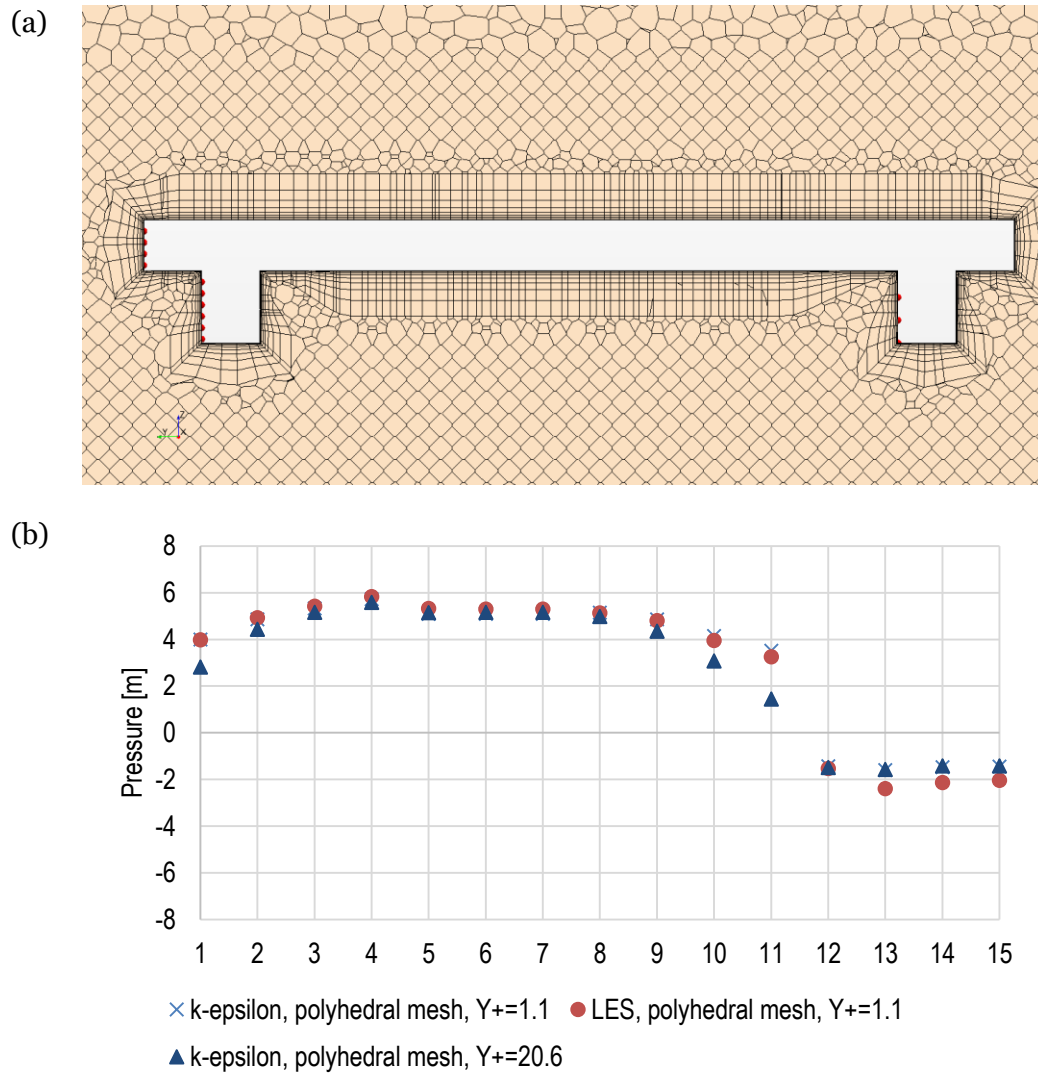 (a)
Z
Y
X
(b)
8
6
4
2
0
-2
-4
-6
-8
Pressure [m]
1 2 3 4 5 6 7 8 9 10 11 12 13 14 15
k-epsilon, polyhedral mesh, Y+=1.1 LES, polyhedral mesh, Y+=1.1
k-epsilon, polyhedral mesh, Y+=20.6